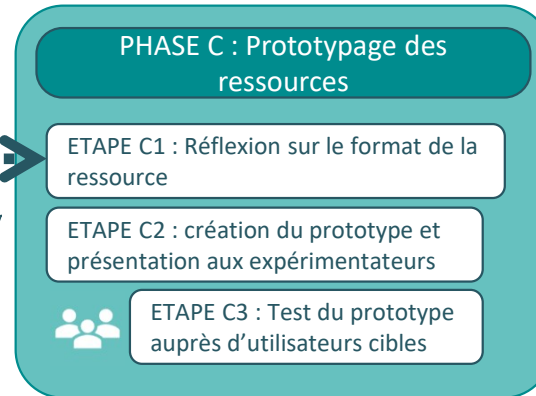 PHASE C : Prototypage des
ressources
ETAPE C1 : Réflexion sur le format de la
ressource
ETAPE C2 : création du prototype et
présentation aux expérimentateurs
ETAPE C3 : Test du prototype
auprès d’utilisateurs cibles